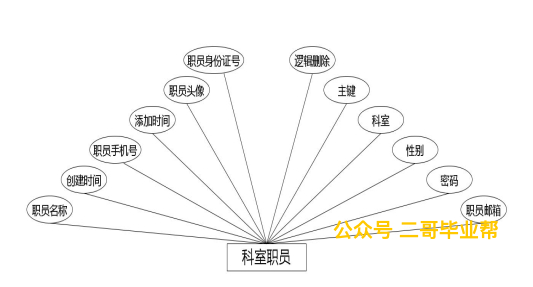 职员身份证号
逻辑删除
职员头像
主键
添加时间
科室
职员手机号
性别
创建时间
密码
职员名称
职员邮箱
公众号 二哥毕业帮
科室职员